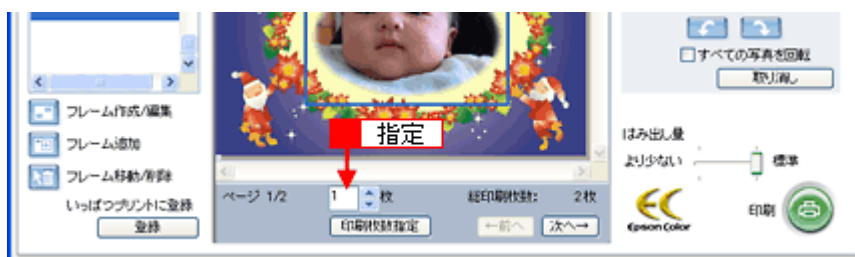 すべての写真を回転
取り消し
フレーム作成/編集
フレーム追加
フレーム移動/削除
いっぱつプリントに登録
登録
指定
ページ 1/2
1 枚
総印刷枚数: 2枚
印刷枚数指定
←前へ
次へ→
はみ出し量
より少ない
標準
Epson Color
印刷